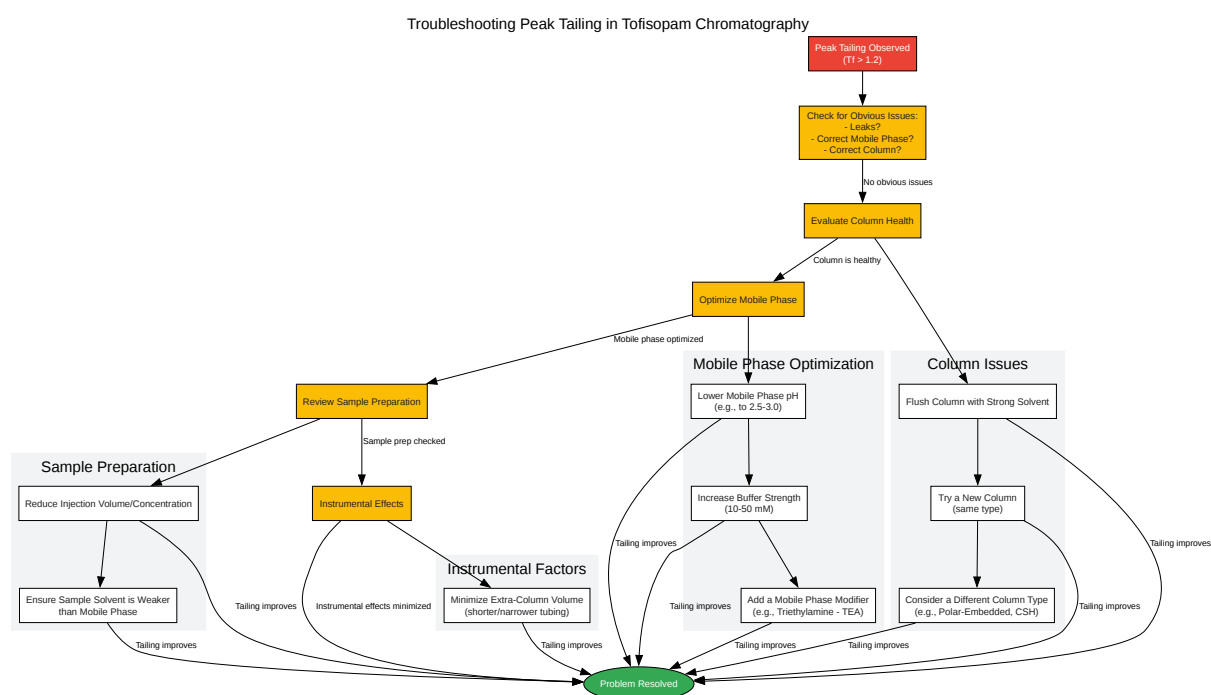 Troubleshooting Peak Tailing in Tofisopam Chromatography
Peak Tailing Observed
(Tf > 1.2)
Check for Obvious Issues:
- Leaks?
- Correct Mobile Phase?
- Correct Column?
No obvious issues
Evaluate Column Health
Column is healthy
Optimize Mobile Phase
Mobile phase optimized
Mobile Phase Optimization
Column Issues
Review Sample Preparation
Lower Mobile Phase pH
(e.g., to 2.5-3.0)
Flush Column with Strong Solvent
Sample prep checked
Sample Preparation
Reduce Injection Volume/Concentration
Instrumental Effects
Increase Buffer Strength
(10-50 mM)
Try a New Column
(same type)
Tailing improves
Tailing improves
Instrumental Factors
Ensure Sample Solvent is Weaker
than Mobile Phase
Tailing improves
Instrumental effects minimized
Minimize Extra-Column Volume
(shorter/narrower tubing)
Tailing improves
Add a Mobile Phase Modifier
(e.g., Triethylamine - TEA)
Consider a Different Column Type
(e.g., Polar-Embedded, CSH)
Tailing improves
Tailing improves
Tailing improves
Tailing improves
Tailing improves
Problem Resolved